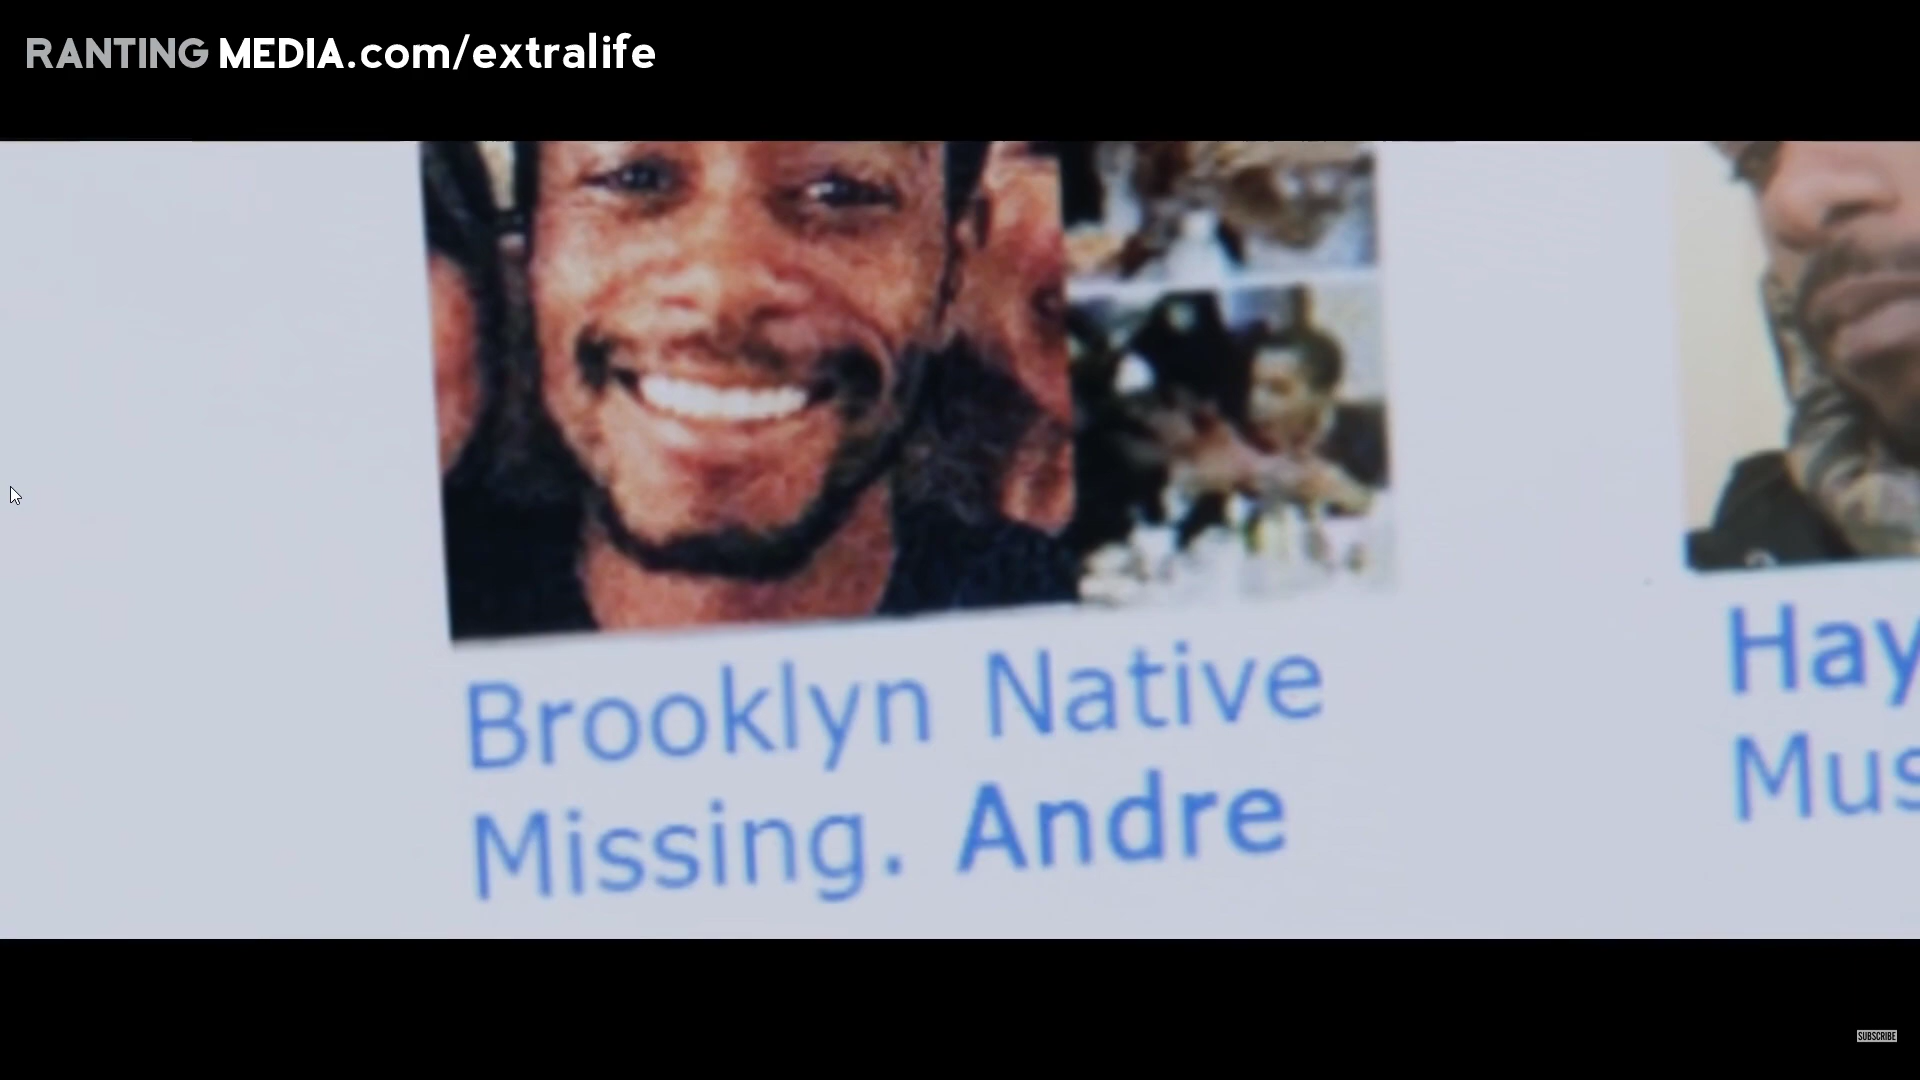 RANTING MEDIA.com/extralife
Brooklyn Native
Missing. Andre
Hay
Mus
SUBSCRIBE